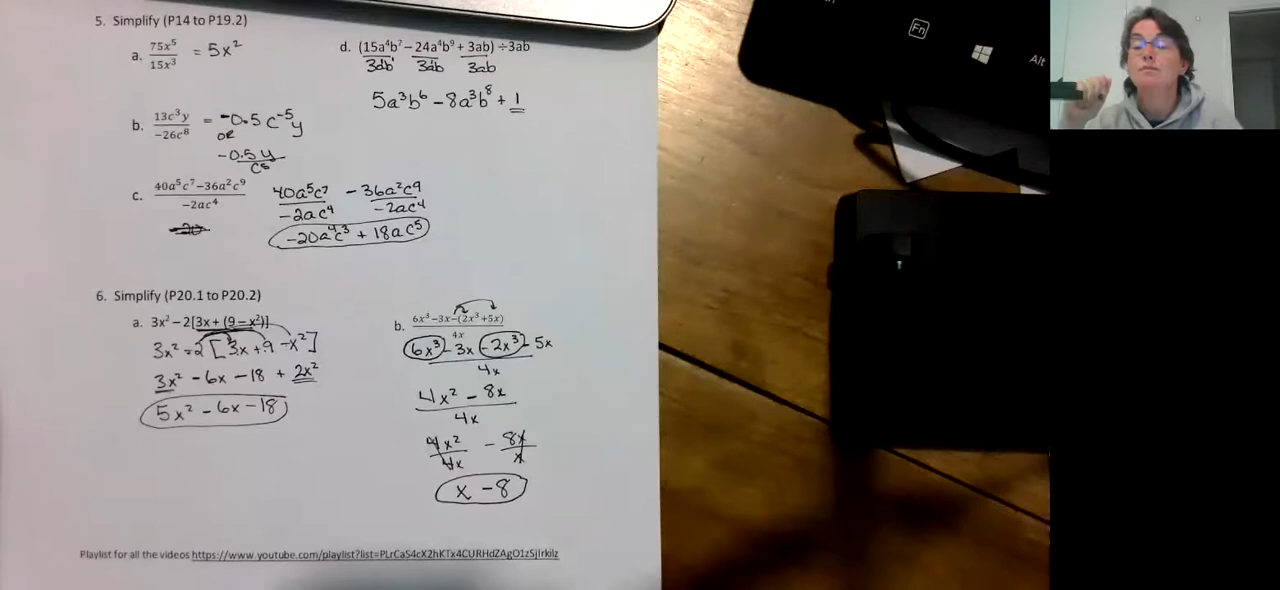 5. Simplify (P14 to P19.2)
a. 75x⁵/15x³ = 5x²
d. (15a⁴b⁷ − 24a⁴b⁹ + 3ab) ÷3ab
3ab 3ab 3ab
5a³b⁶ − 8a³b⁸ + 1
b. 13c³y/−26c⁸ = −0.5c⁻⁵y
OR
−0.5y/c⁵
c. 40a⁵c⁷−36a²c⁹/−2ac⁴
40a⁵c⁷/−2ac⁴ − 36a²c⁹/−2ac⁴
−20a⁴c³ + 18ac⁵
6. Simplify (P20.1 to P20.2)
a. 3x² − 2[3x + (9 − x²)]
3x² − 2[3x + 9 − x²]
3x² − 6x − 18 + 2x²
5x² − 6x − 18
b. 6x³−3x−(2x³+5x)/4x
6x³ − 3x − 2x³ − 5x/4x
4x² − 8x/4x
4x²/4x − 8x/x
x − 8
Playlist for all the videos https://www.youtube.com/playlist?list=PLrCaS4cX2hKTx4CURHdZAgO1zSjIrkilz
Fn
Alt